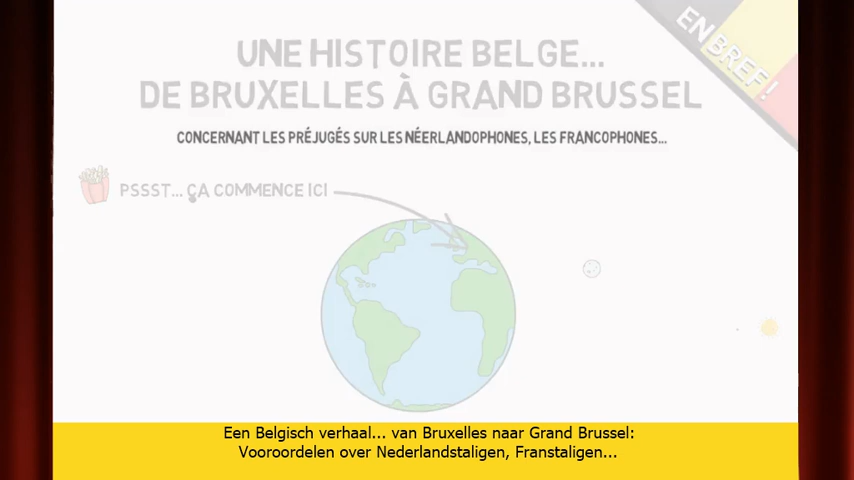 EN BREF !
UNE HISTOIRE BELGE...
DE BRUXELLES À GRAND BRUSSEL
CONCERNANT LES PRÉJUGÉS SUR LES NÉERLANDOPHONES, LES FRANCOPHONES...
PSSST... ÇA COMMENCE ICI
Een Belgisch verhaal... van Bruxelles naar Grand Brussel:
Vooroordelen over Nederlandstaligen, Franstaligen...